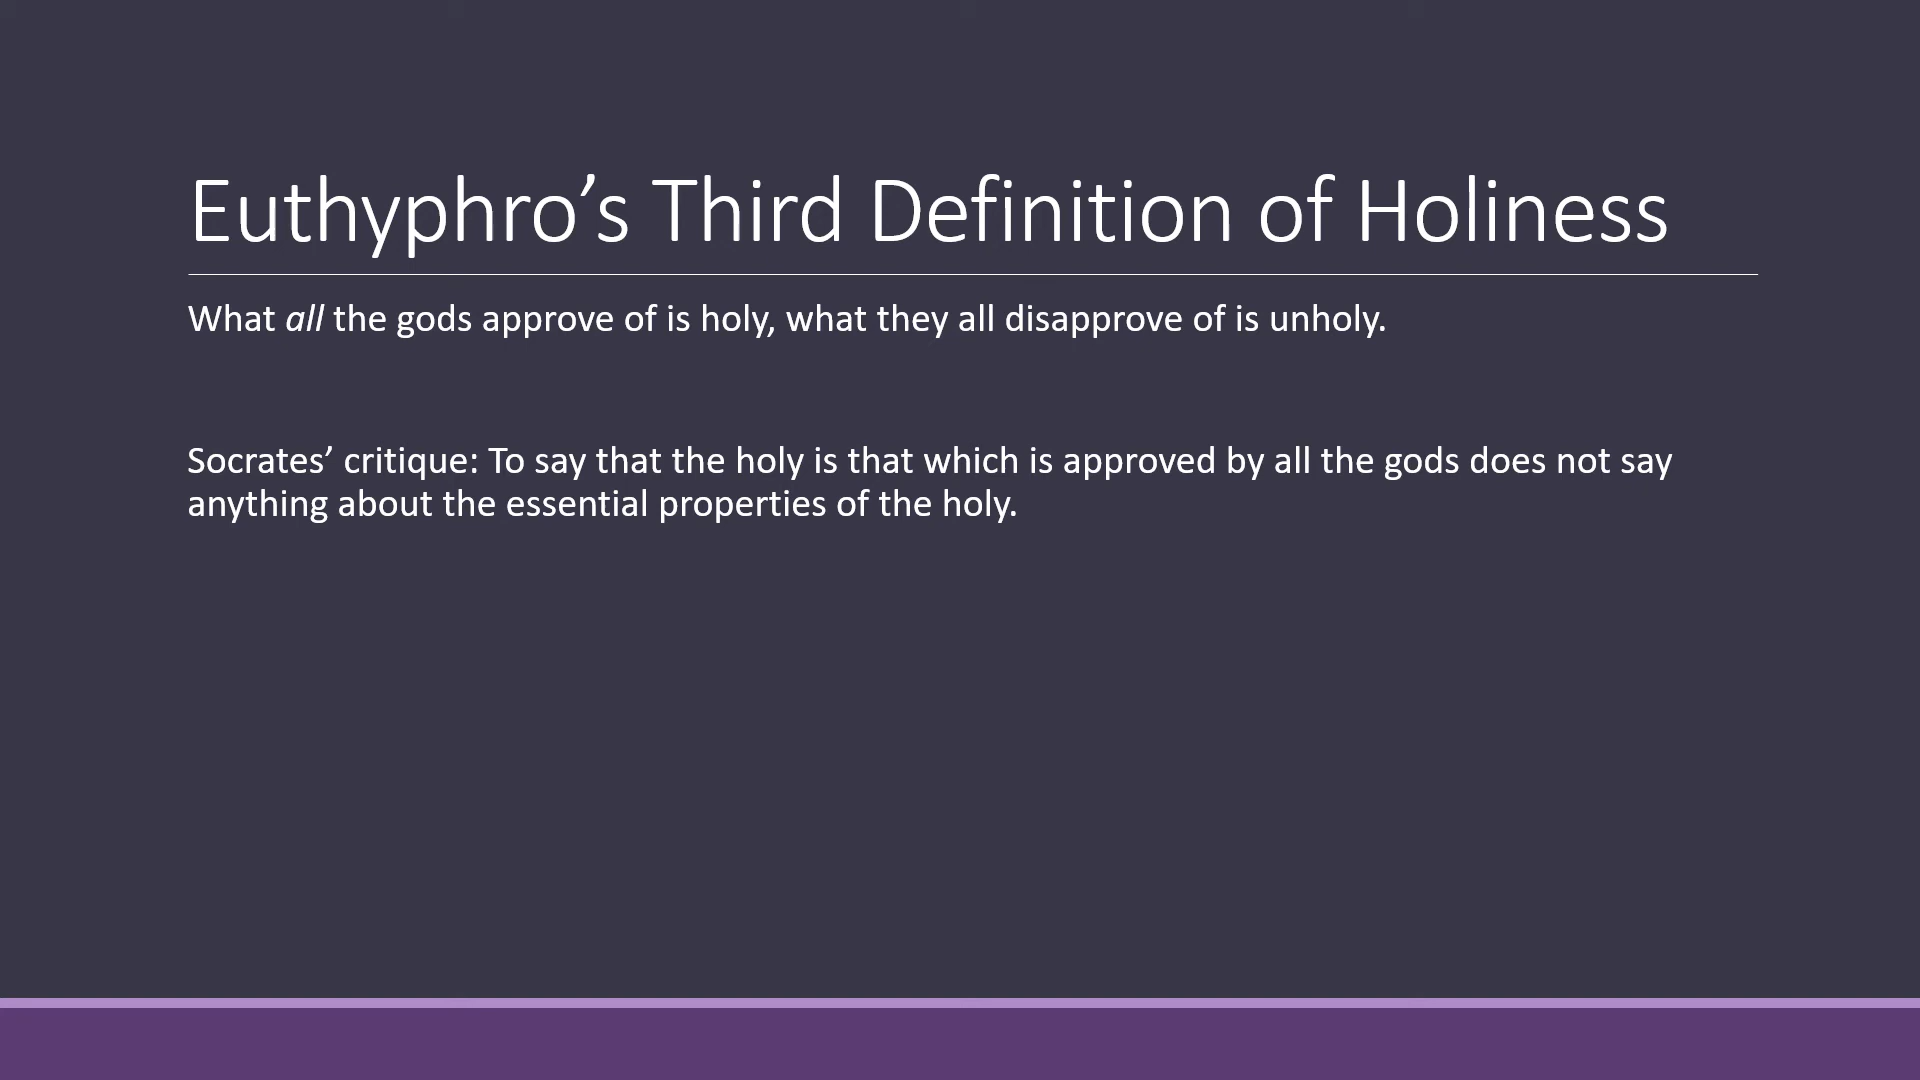 Euthyphro’s Third Definition of Holiness
What all the gods approve of is holy, what they all disapprove of is unholy.
Socrates’ critique: To say that the holy is that which is approved by all the gods does not say
anything about the essential properties of the holy.